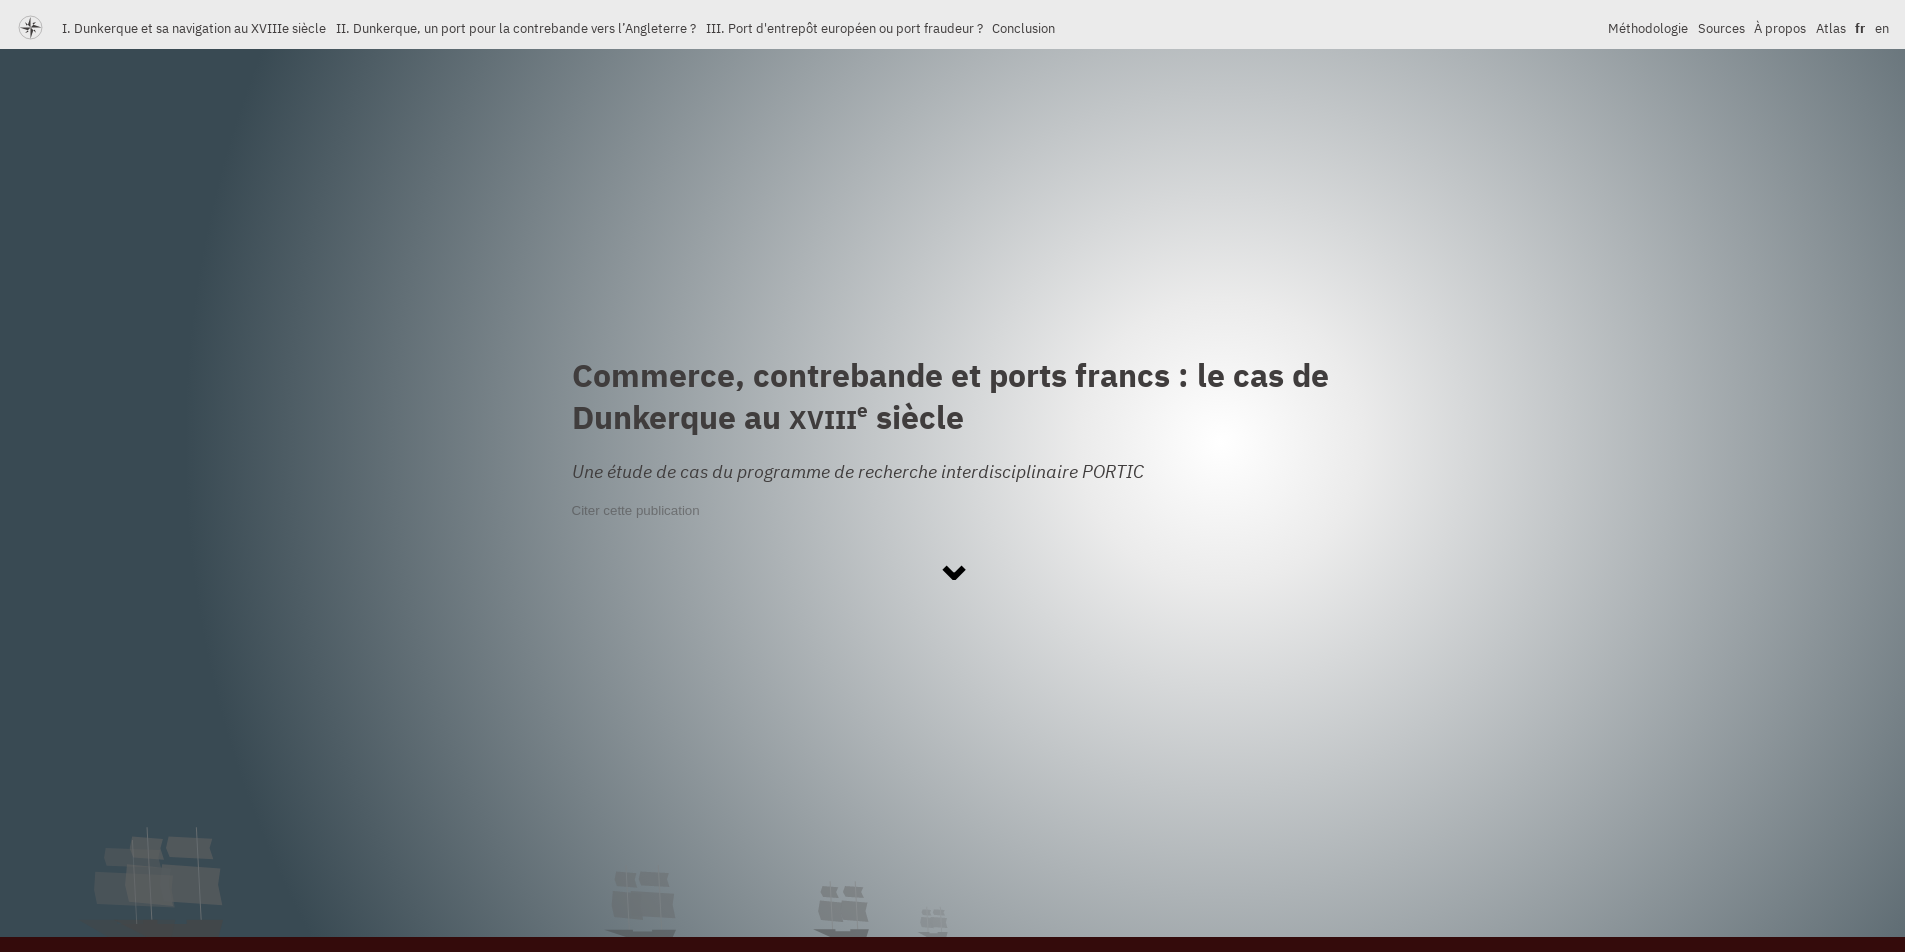 I. Dunkerque et sa navigation au XVIIIe siècle II. Dunkerque, un port pour la contrebande vers l’Angleterre ? III. Port d'entrepôt européen ou port fraudeur ? Conclusion Méthodologie Sources À propos Atlas fr en
Commerce, contrebande et ports francs : le cas de
Dunkerque au XVIIIe siècle
Une étude de cas du programme de recherche interdisciplinaire PORTIC
Citer cette publication